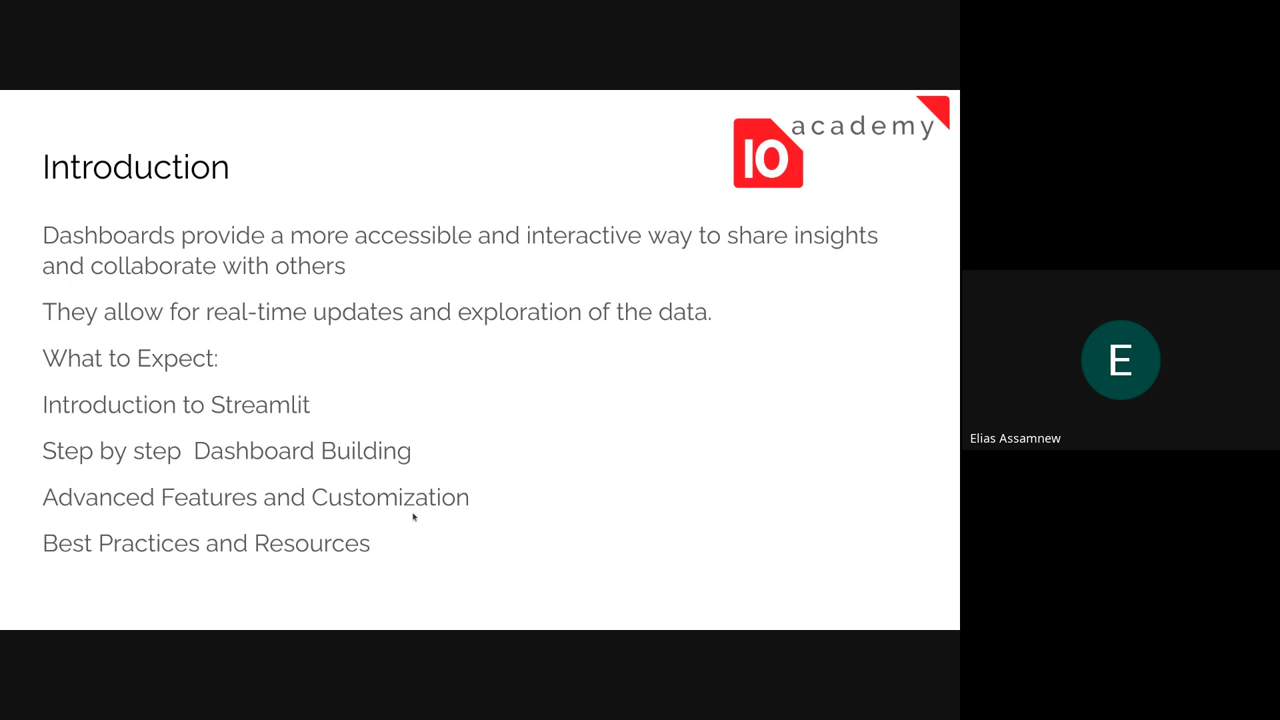 10 academy
Introduction
Dashboards provide a more accessible and interactive way to share insights
and collaborate with others
They allow for real-time updates and exploration of the data.
What to Expect:
Introduction to Streamlit
Step by step  Dashboard Building
Advanced Features and Customization
Best Practices and Resources
E
Elias Assamnew